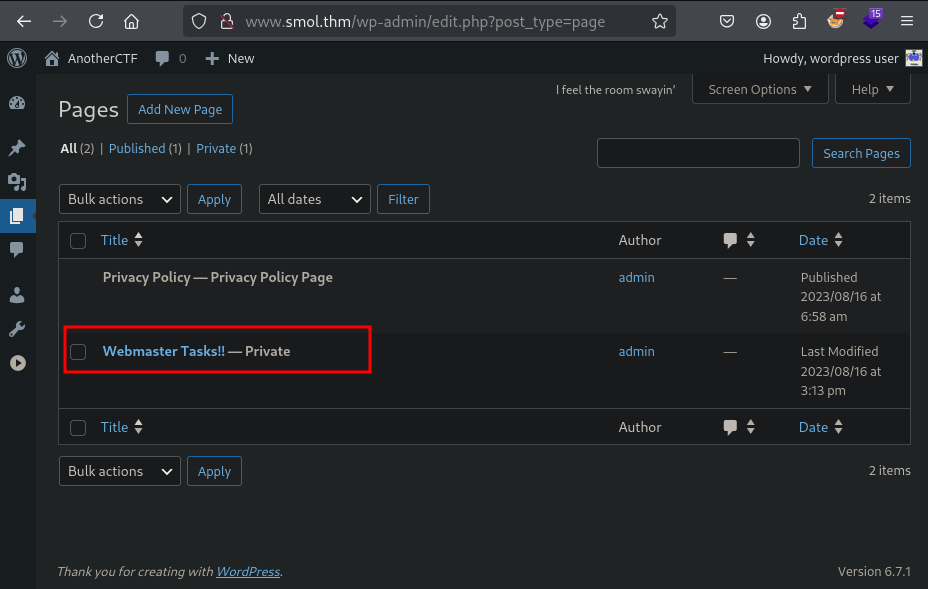 www.smol.thm/wp-admin/edit.php?post_type=page
15
AnotherCTF 0 New Howdy, wordpress user
I feel the room swayin’ Screen Options Help
Pages Add New Page
All (2) | Published (1) | Private (1)
Search Pages
Bulk actions Apply All dates Filter 2 items
Title Author Date
Privacy Policy — Privacy Policy Page admin — Published
2023/08/16 at
6:58 am
Webmaster Tasks!! — Private admin — Last Modified
2023/08/16 at
3:13 pm
Title Author Date
Bulk actions Apply 2 items
Thank you for creating with WordPress. Version 6.7.1